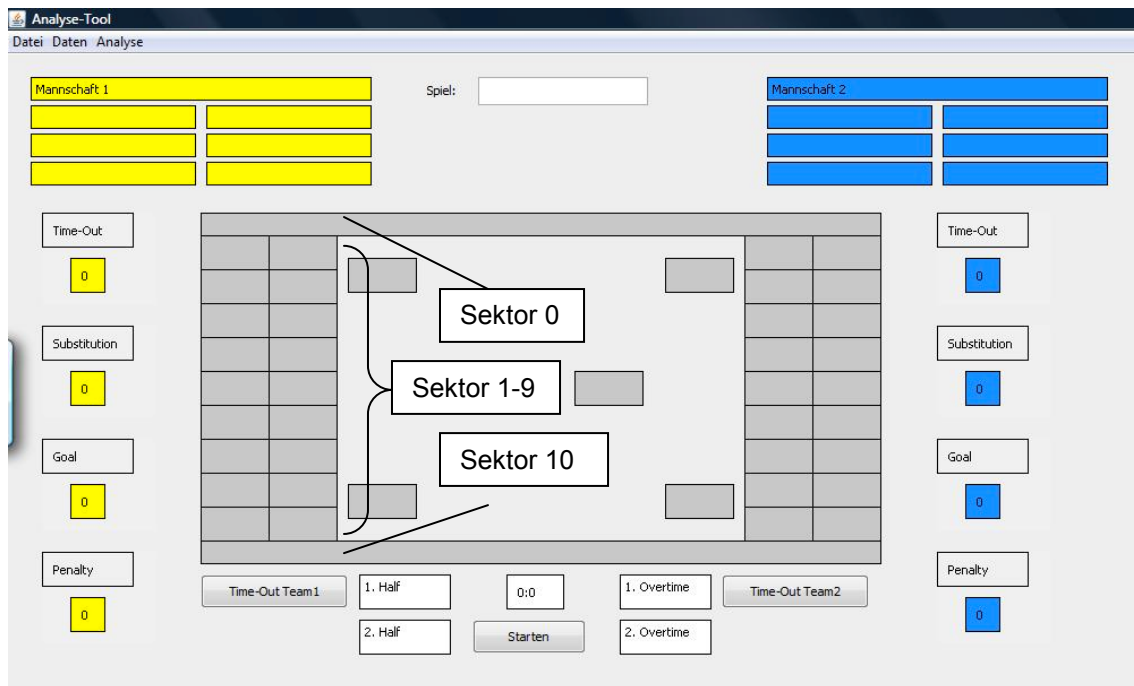 Analyse-Tool
Datei Daten Analyse
Mannschaft 1
Spiel:
Mannschaft 2
Time-Out
0
Substitution
0
Goal
0
Penalty
0
Sektor 0
Sektor 1-9
Sektor 10
Time-Out
0
Substitution
0
Goal
0
Penalty
0
Time-Out Team1
1. Half
0:0
1. Overtime
Time-Out Team2
2. Half
Starten
2. Overtime